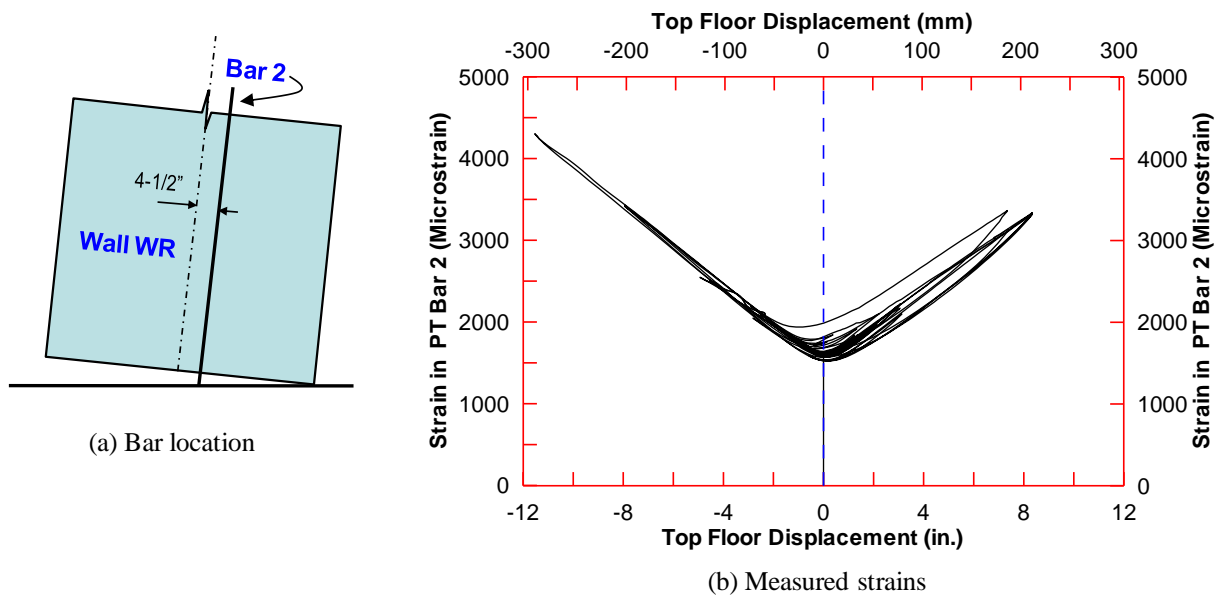 Bar 2
4-1/2”
Wall WR
(a) Bar location
Top Floor Displacement (mm)
-300 -200 -100 0 100 200 300
5000 5000
4000 4000
3000 3000
2000 2000
1000 1000
0 0
Strain in PT Bar 2 (Microstrain)
Strain in PT Bar 2 (Microstrain)
-12 -8 -4 0 4 8 12
Top Floor Displacement (in.)
(b) Measured strains